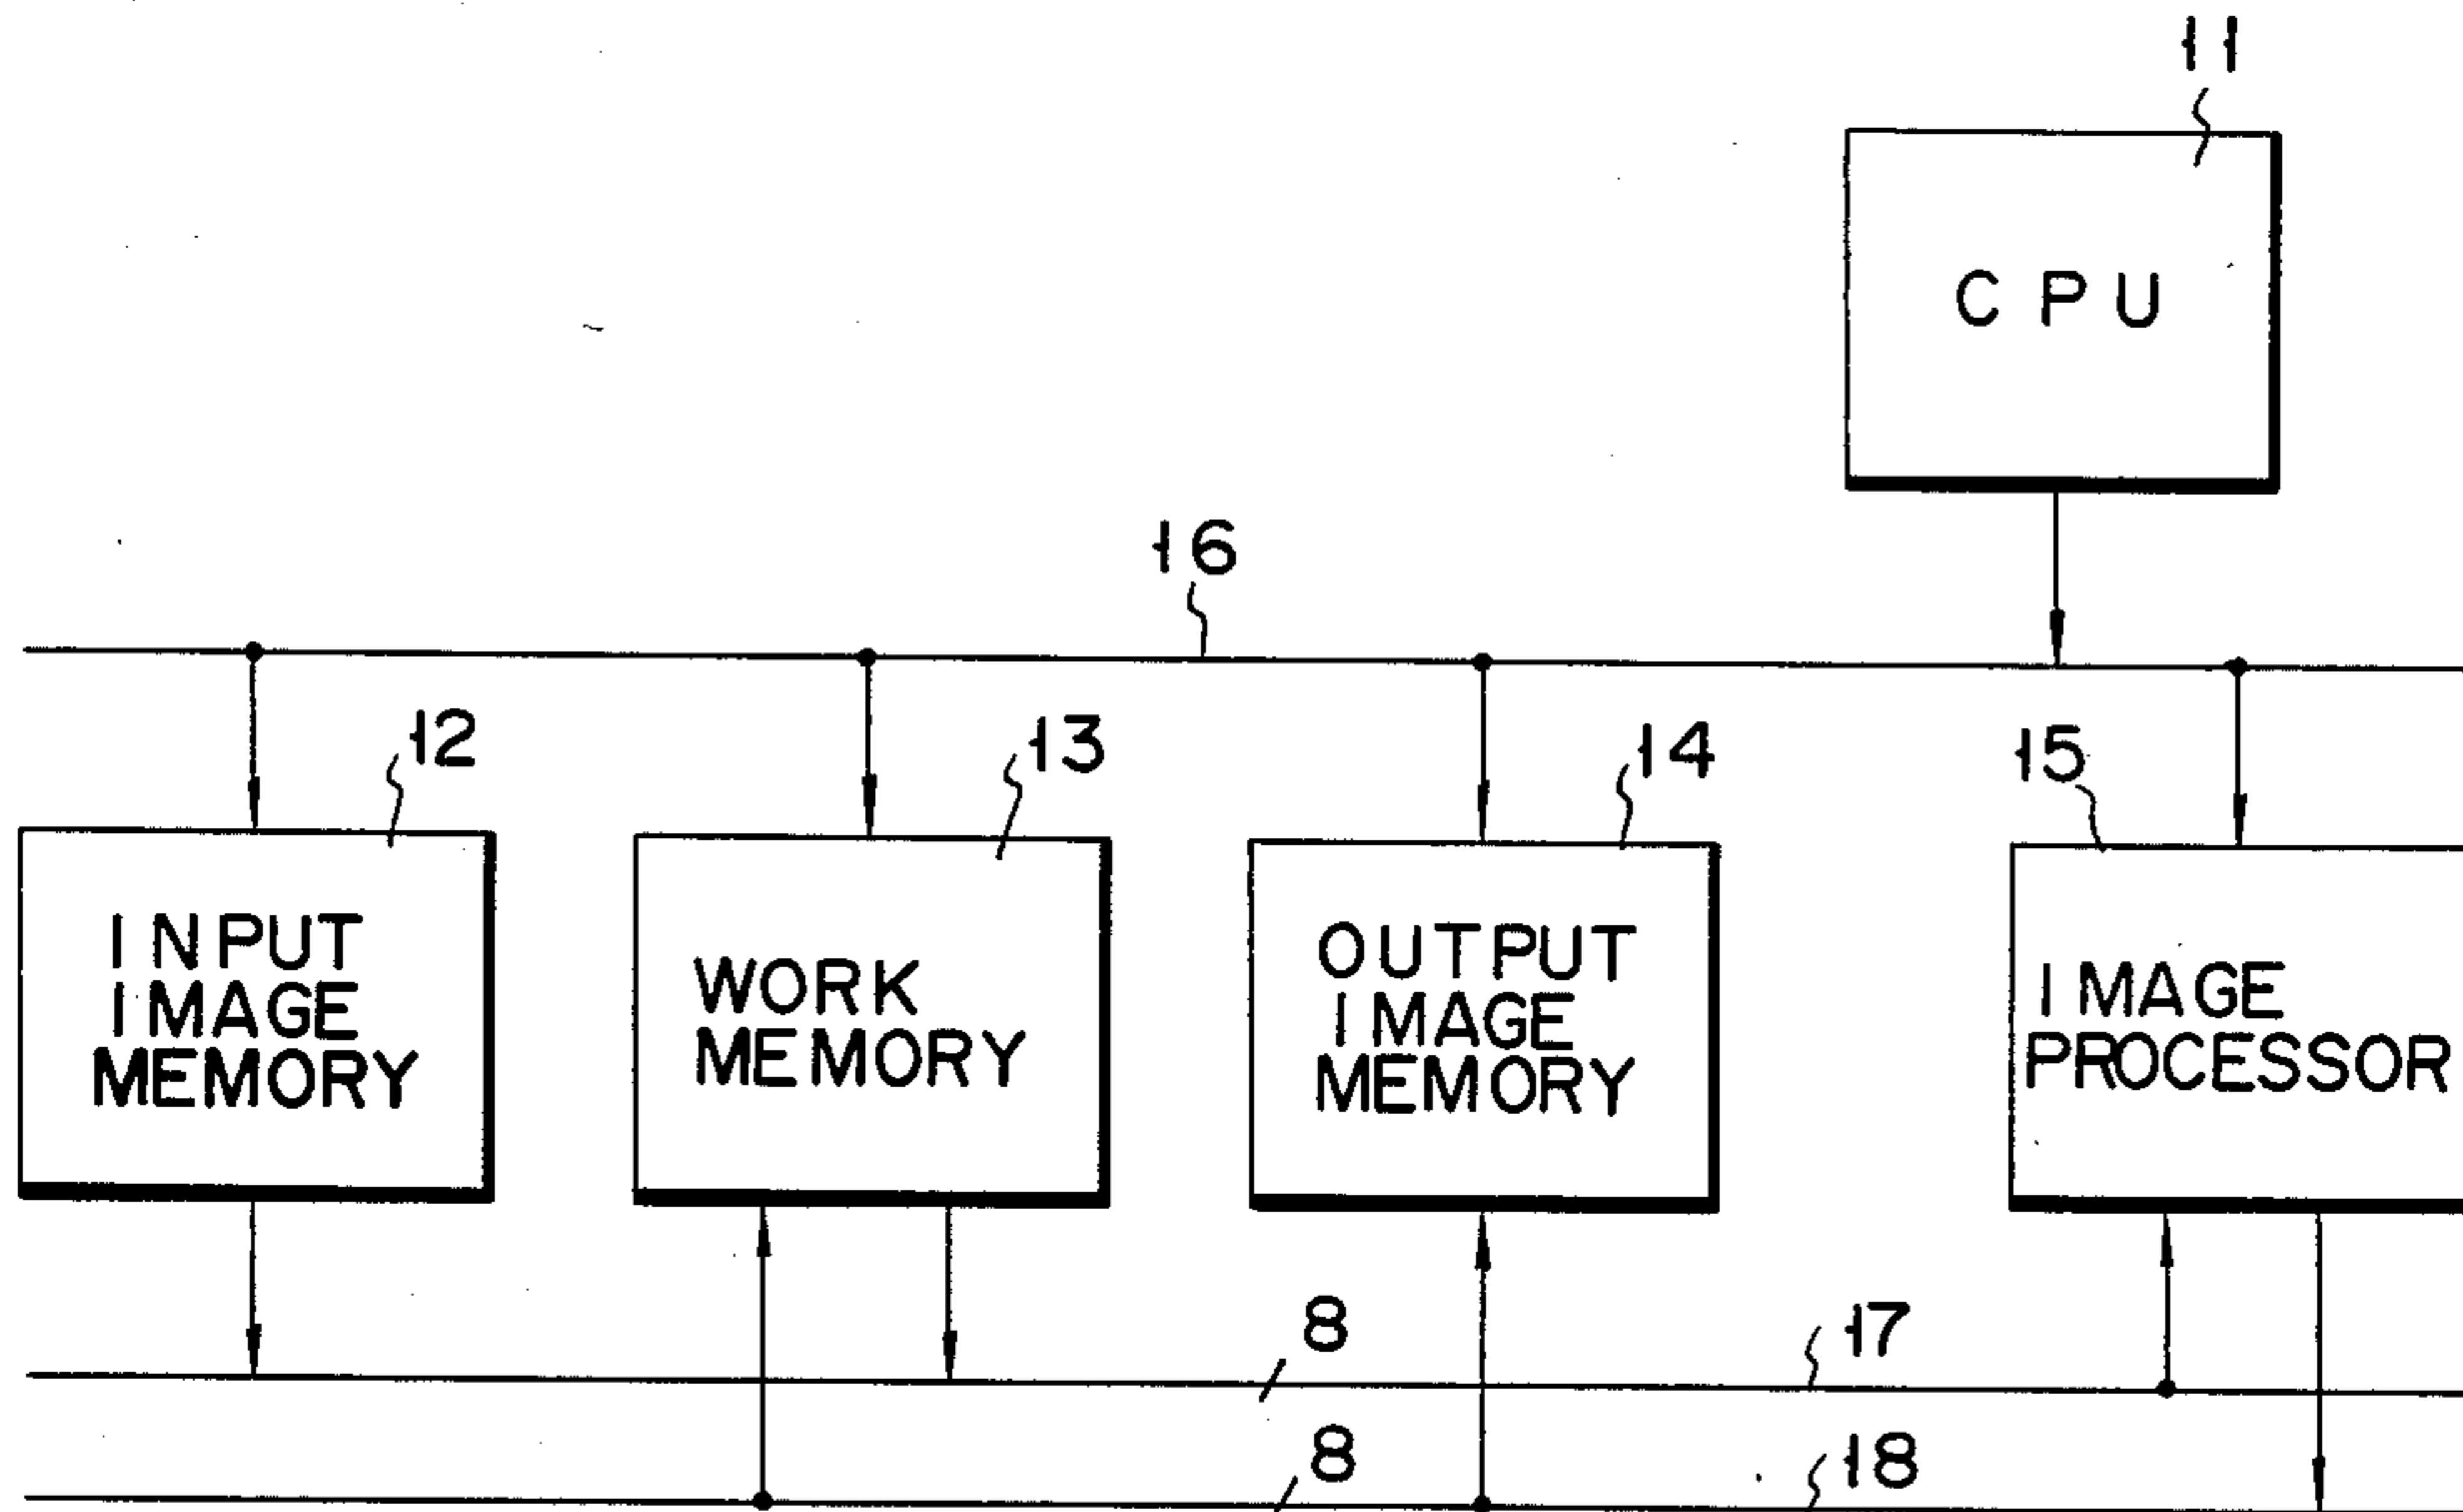 11
CPU
16
12
13
14
15
INPUT
IMAGE
MEMORY
WORK
MEMORY
OUTPUT
IMAGE
MEMORY
IMAGE
PROCESSOR
8
17
8
18